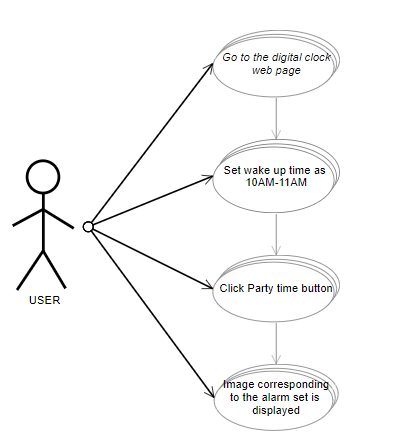 Go to the digital clock
web page
Set wake up time as
10AM-11AM
Click Party time button
USER
Image corresponding
to the alarm set is
displayed